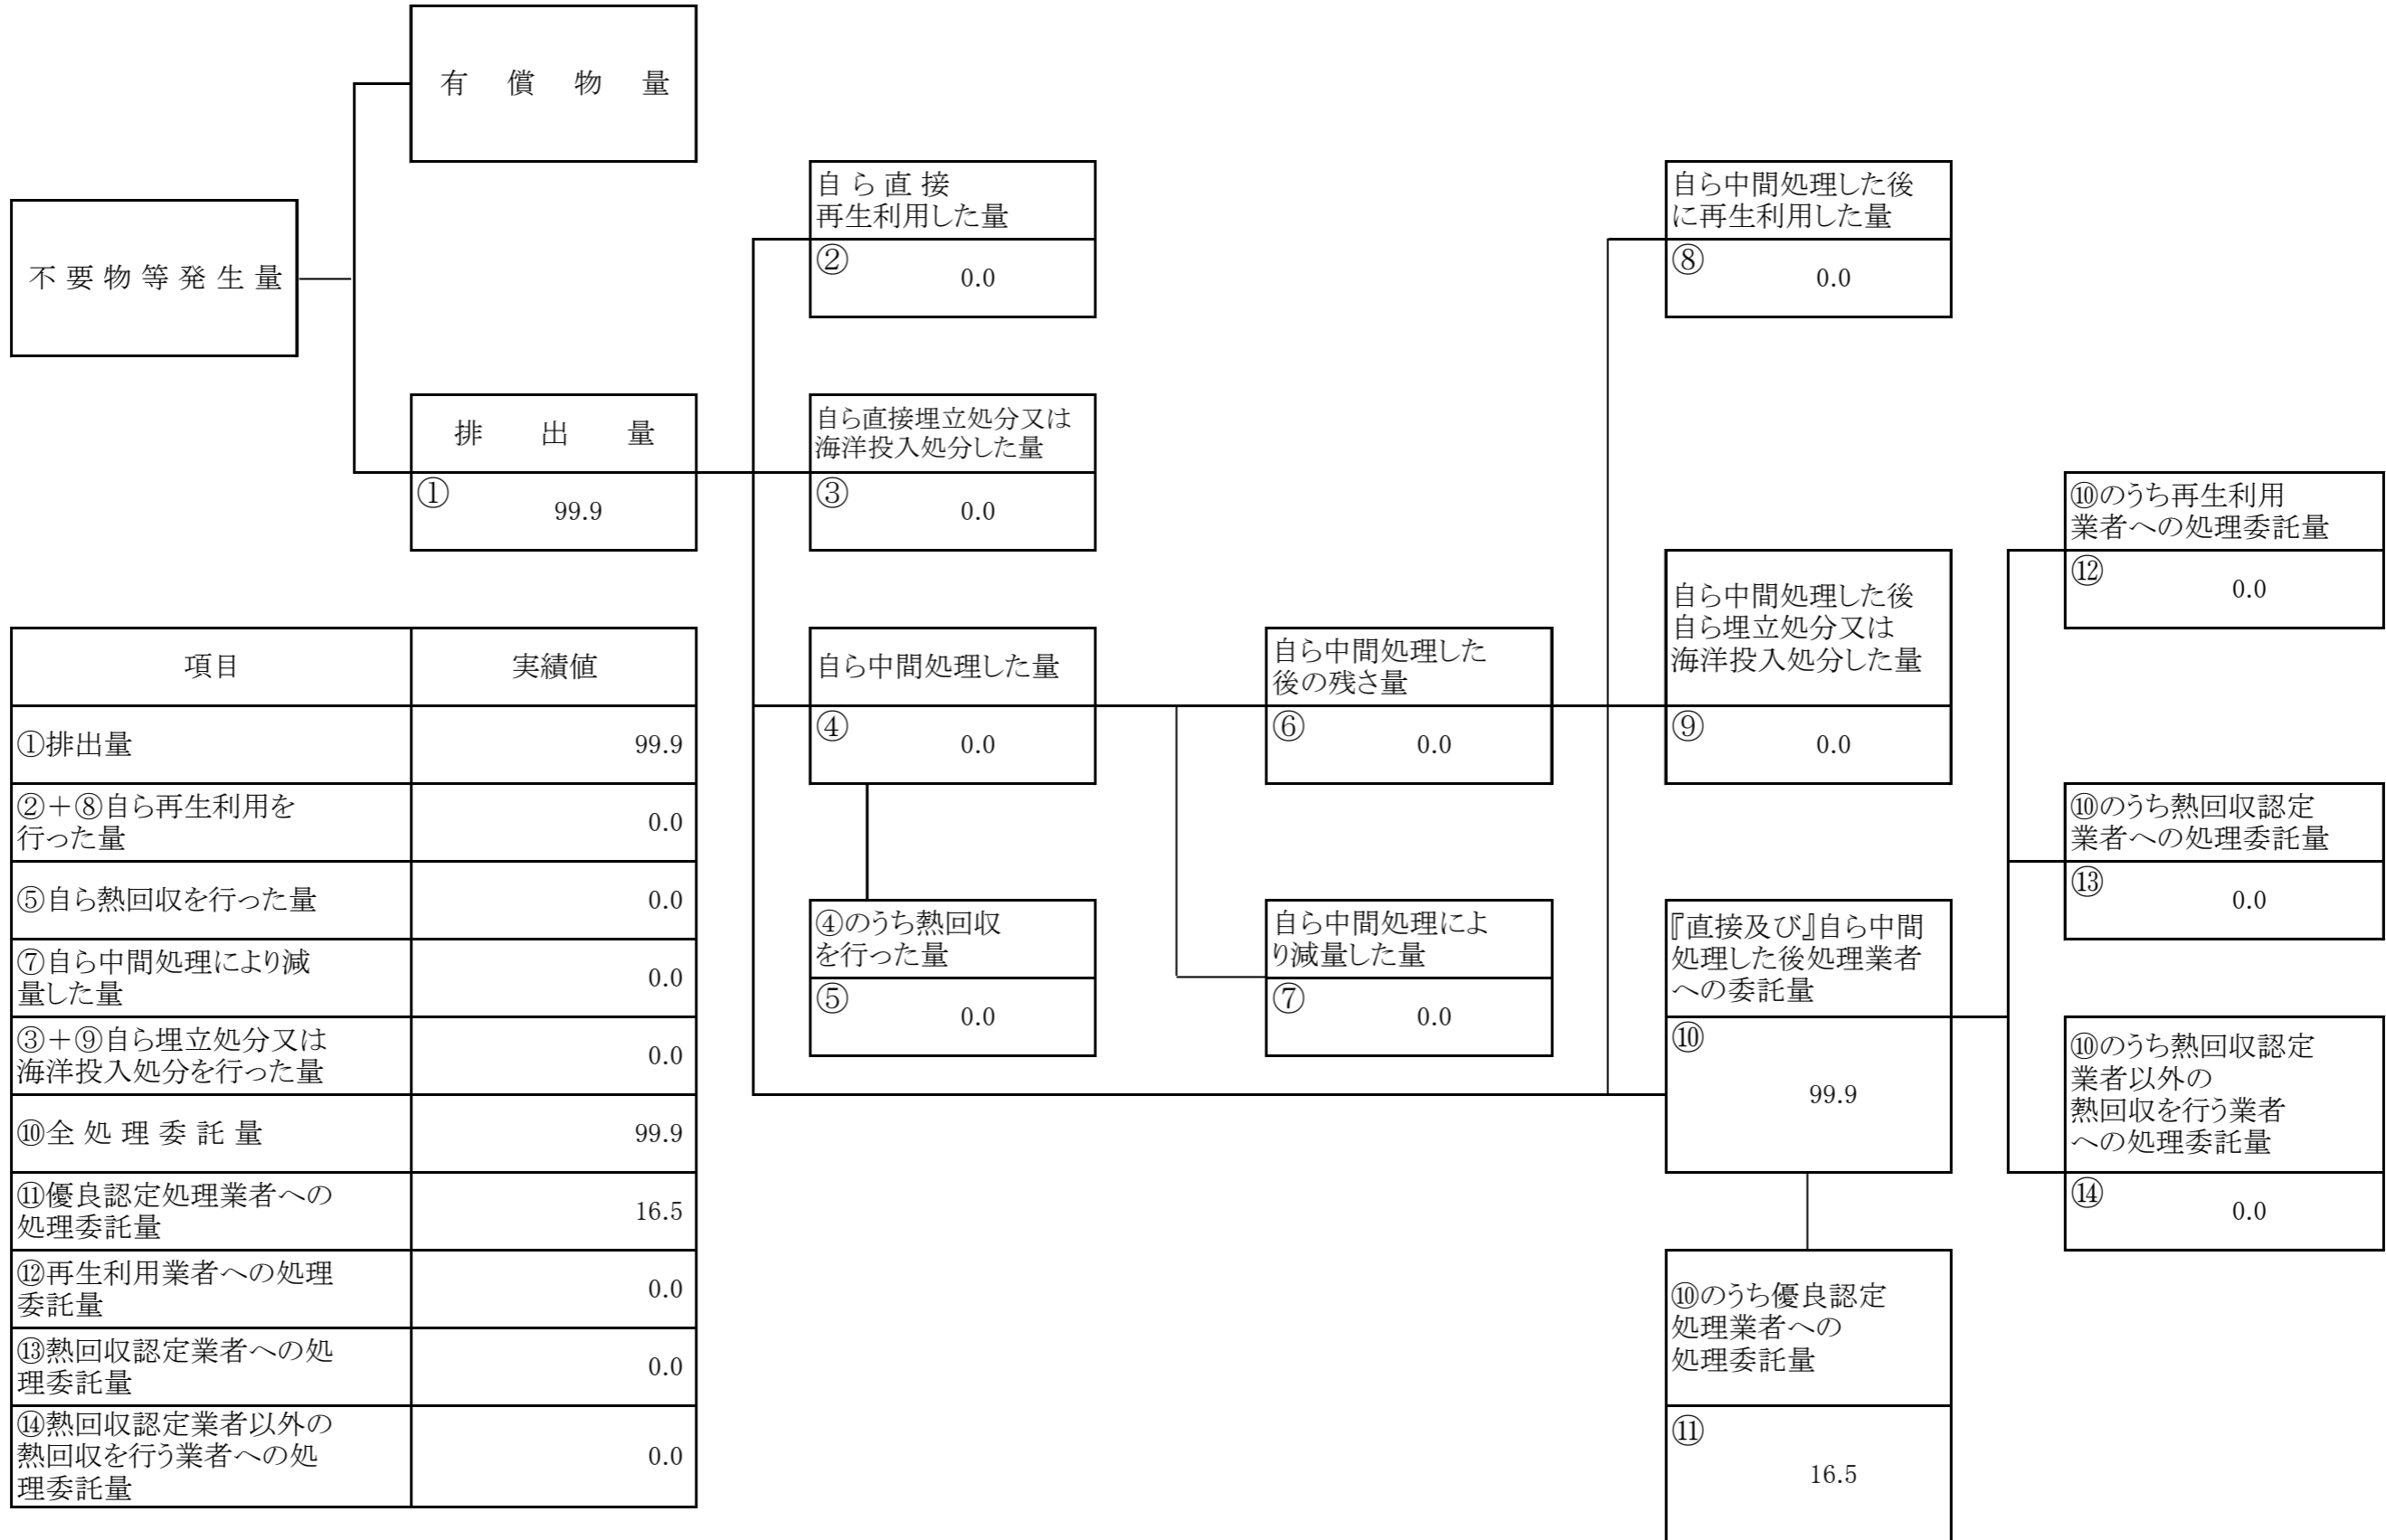 有償物量
不要物等発生量
排出量
①
99.9
自ら直接
再生利用した量
②
0.0
自ら直接埋立処分又は
海洋投入処分した量
③
0.0
自ら中間処理した量
④
0.0
④のうち熱回収
を行った量
⑤
0.0
自ら中間処理した
後の残さ量
⑥
0.0
自ら中間処理によ
り減量した量
⑦
0.0
自ら中間処理した後
に再生利用した量
⑧
0.0
自ら中間処理した後
自ら埋立処分又は
海洋投入処分した量
⑨
0.0
『直接及び』自ら中間
処理した後処理業者
への委託量
⑩
99.9
⑩のうち優良認定
処理業者への
処理委託量
⑪
16.5
⑩のうち再生利用
業者への処理委託量
⑫
0.0
⑩のうち熱回収認定
業者への処理委託量
⑬
0.0
⑩のうち熱回収認定
業者以外の
熱回収を行う業者
への処理委託量
⑭
0.0
項目 実績値
①排出量 99.9
②＋⑧自ら再生利用を
行った量 0.0
⑤自ら熱回収を行った量 0.0
⑦自ら中間処理により減
量した量 0.0
③＋⑨自ら埋立処分又は
海洋投入処分を行った量 0.0
⑩全処理委託量 99.9
⑪優良認定処理業者への
処理委託量 16.5
⑫再生利用業者への処理
委託量 0.0
⑬熱回収認定業者への処
理委託量 0.0
⑭熱回収認定業者以外の
熱回収を行う業者への処
理委託量 0.0